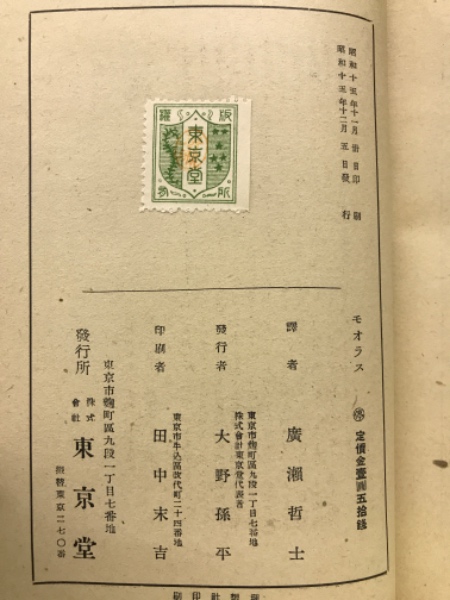 昭和十五年十一月卅日印刷
昭和十五年十二月五日發行
版權
東京堂
所有
モオラス
定價金壹圓五拾錢
譯者 廣瀨哲士
東京市麴町區九段一丁目七番地
株式會社東京堂代表者
發行者 大野孫平
東京市牛込區 町二十四番地
印刷者 田中末吉
東京市麴町區九段一丁目七番地
發行所 株式會社 東京堂
振替東京二七〇番